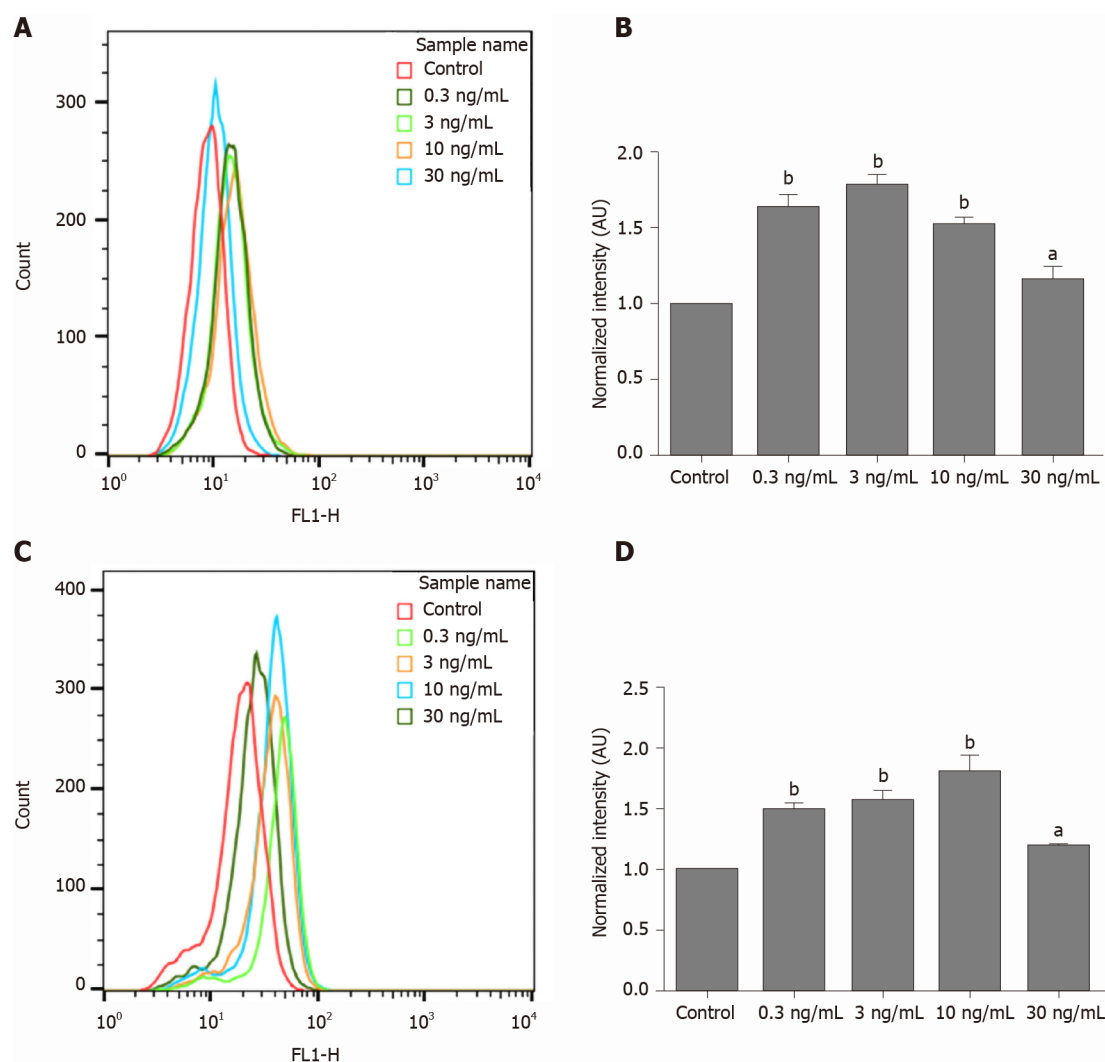 A
Sample name
Control
0.3 ng/mL
3 ng/mL
10 ng/mL
30 ng/mL
300
200
100
0
Count
10^0 10^1 10^2 10^3 10^4
FL1-H
B
2.0
1.5
1.0
0.5
0.0
Normalized intensity (AU)
b b b a
Control 0.3 ng/mL 3 ng/mL 10 ng/mL 30 ng/mL
C
Sample name
Control
0.3 ng/mL
3 ng/mL
10 ng/mL
30 ng/mL
400
300
200
100
0
Count
10^0 10^1 10^2 10^3 10^4
FL1-H
D
2.5
2.0
1.5
1.0
0.5
0.0
Normalized intensity (AU)
b b b a
Control 0.3 ng/mL 3 ng/mL 10 ng/mL 30 ng/mL